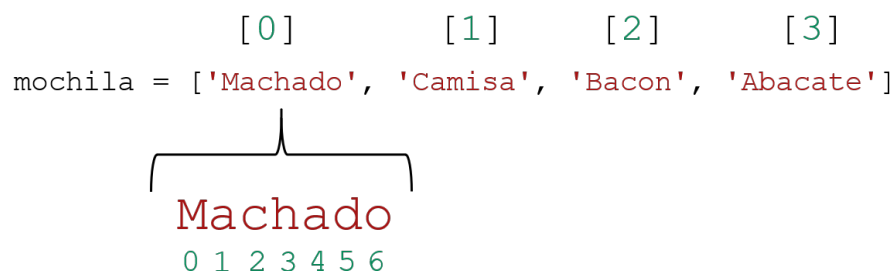 [0] [1] [2] [3]
mochila = ['Machado', 'Camisa', 'Bacon', 'Abacate']
Machado
0 1 2 3 4 5 6